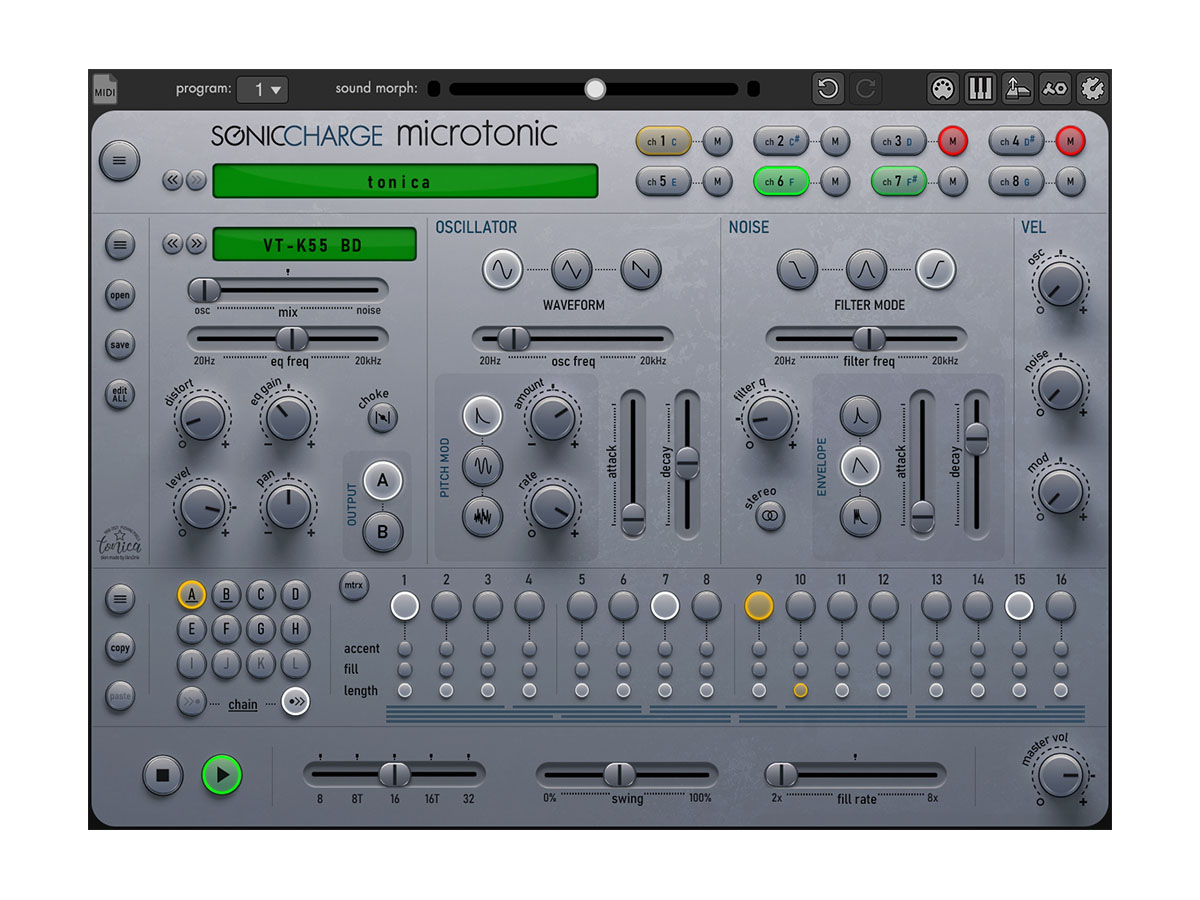 MIDI
program: 1
sound morph:
SONICCHARGE microtonic
tonica
ch 1 C M
ch 2 C# M
ch 3 D M
ch 4 D# M
ch 5 E M
ch 6 F M
ch 7 F# M
ch 8 G M
VT-K55 BD
osc mix noise
20Hz eq freq 20kHz
distort
eq gain
choke
level
pan
OUTPUT
A
B
open
save
edit
ALL
tonica
OSCILLATOR
WAVEFORM
20Hz osc freq 20kHz
PITCH MOD
amount
rate
attack
decay
NOISE
FILTER MODE
20Hz filter freq 20kHz
filter q
stereo
ENVELOPE
attack
decay
VEL
osc
noise
mod
copy
paste
A B C D
E F G H
I J K L
chain
mtrx
1 2 3 4 5 6 7 8 9 10 11 12 13 14 15 16
accent
fill
length
8 8T 16 16T 32
0% swing 100%
2x fill rate 8x
master vol